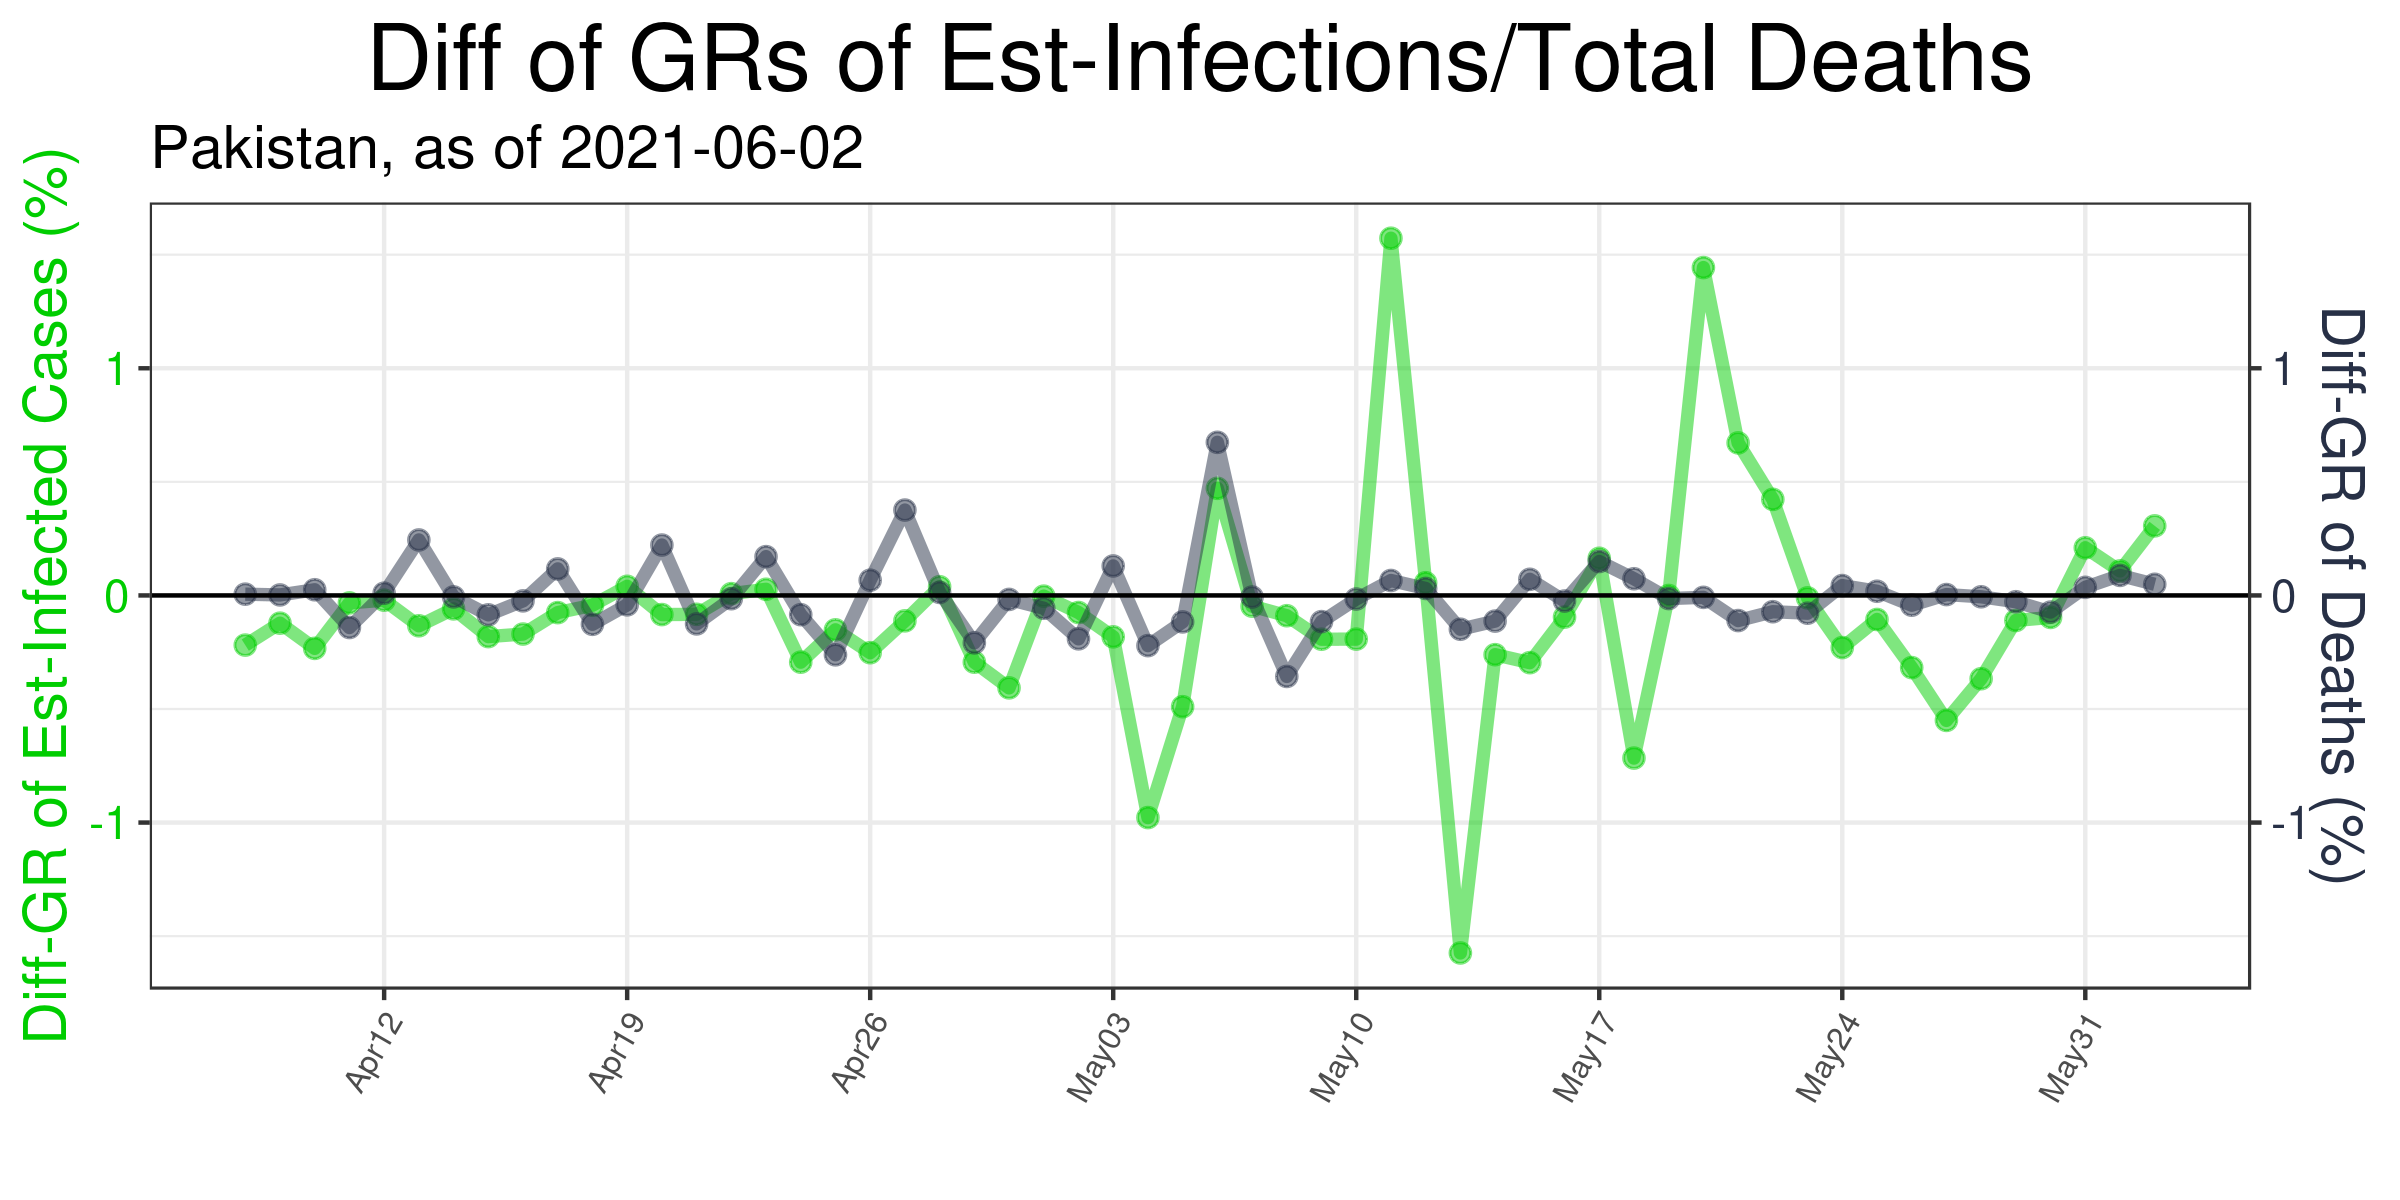 Diff of GRs of Est-Infections/Total Deaths
Pakistan, as of 2021-06-02
Diff-GR of Est-Infected Cases (%)
1
0
-1
1
0
-1
Diff-GR of Deaths (%)
Apr12
Apr19
Apr26
May03
May10
May17
May24
May31